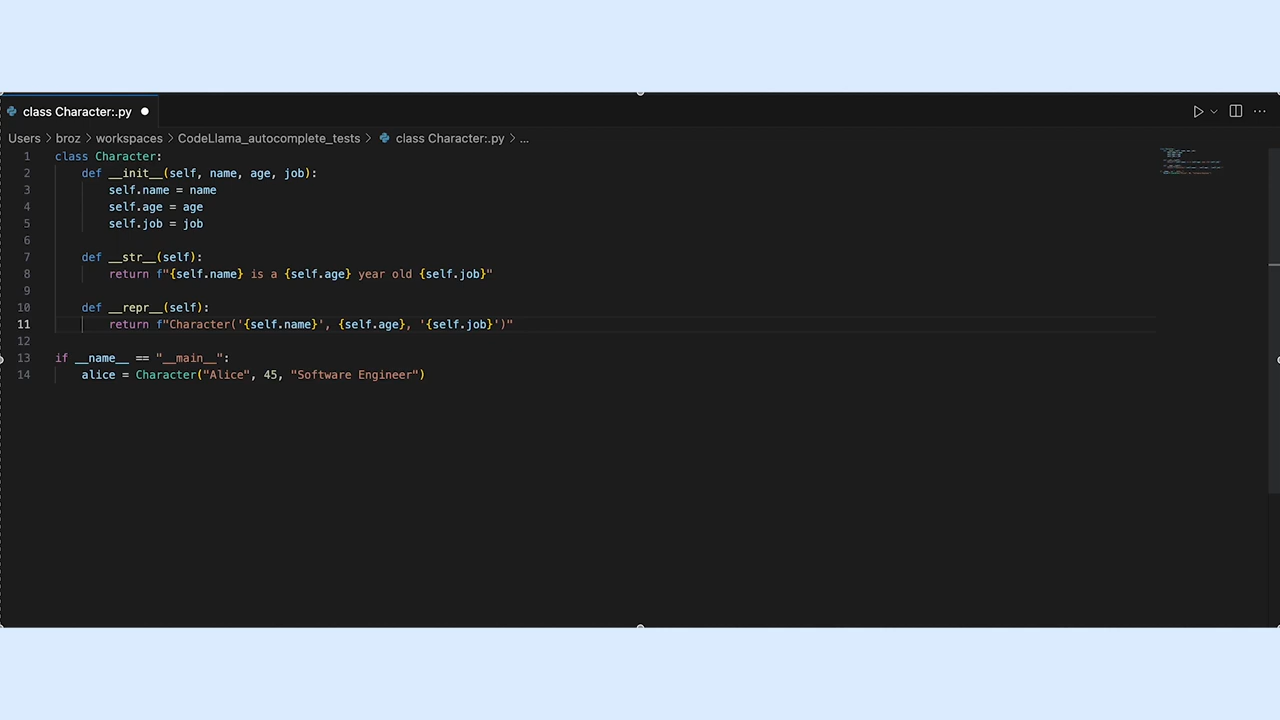 class Character:.py
Users > broz > workspaces > CodeLlama_autocomplete_tests > class Character:.py > ...
1 class Character:
2     def __init__(self, name, age, job):
3         self.name = name
4         self.age = age
5         self.job = job
6
7     def __str__(self):
8         return f"{self.name} is a {self.age} year old {self.job}"
9
10     def __repr__(self):
11         return f"Character('{self.name}', {self.age}, '{self.job}')"
12
13 if __name__ == "__main__":
14     alice = Character("Alice", 45, "Software Engineer")